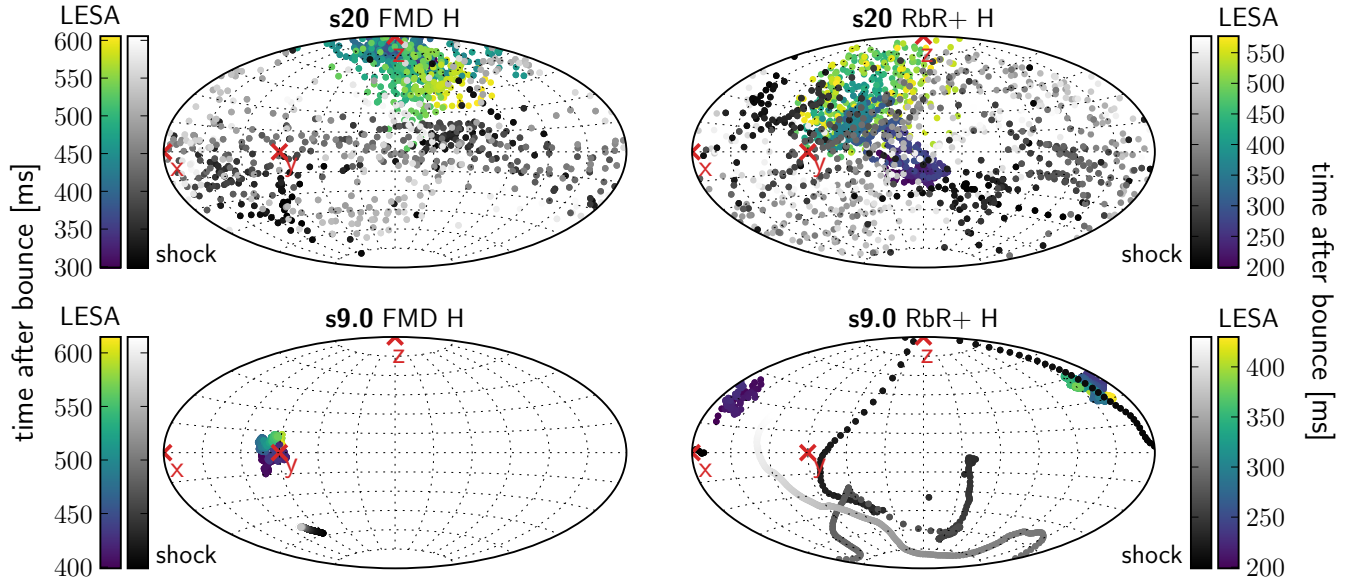 LESA
s20 FMD H
s20 RbR+ H
LESA
600
550
500
450
400
350
300
z
x
y
shock
z
x
y
shock
550
500
450
400
350
300
250
200
time after bounce [ms]
time after bounce [ms]
LESA
s9.0 FMD H
s9.0 RbR+ H
LESA
600
550
500
450
400
z
x
y
shock
z
x
y
shock
400
350
300
250
200